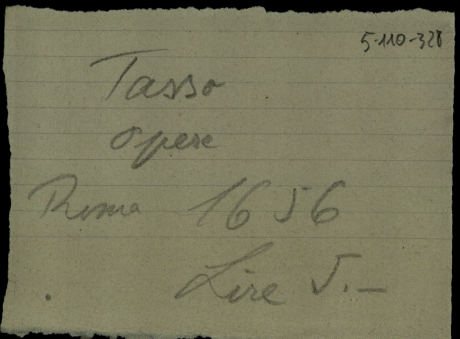 5-110-328
Tasso
opere
Roma 1656
Lire 5.—